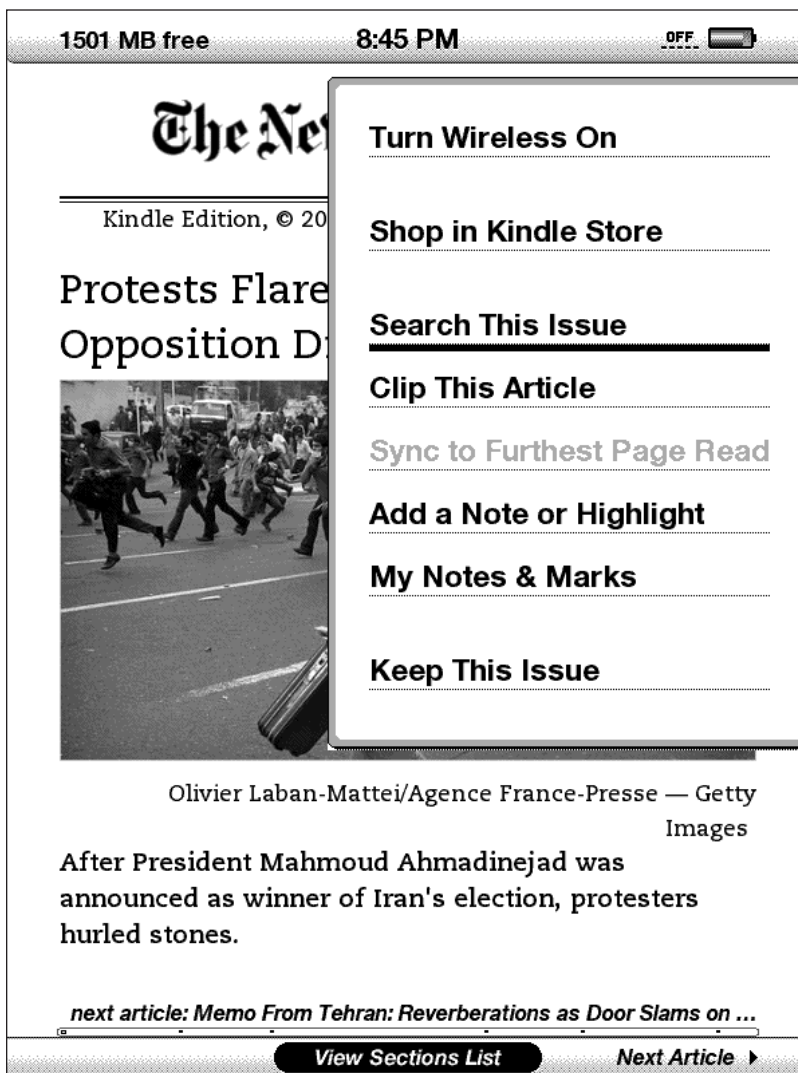 1501 MB free 8:45 PM OFF
The Ne
Kindle Edition, © 20
Protests Flare
Opposition D
Turn Wireless On
Shop in Kindle Store
Search This Issue
Clip This Article
Sync to Furthest Page Read
Add a Note or Highlight
My Notes & Marks
Keep This Issue
Olivier Laban-Mattei/Agence France-Presse — Getty
Images
After President Mahmoud Ahmadinejad was
announced as winner of Iran's election, protesters
hurled stones.
next article: Memo From Tehran: Reverberations as Door Slams on ...
View Sections List Next Article